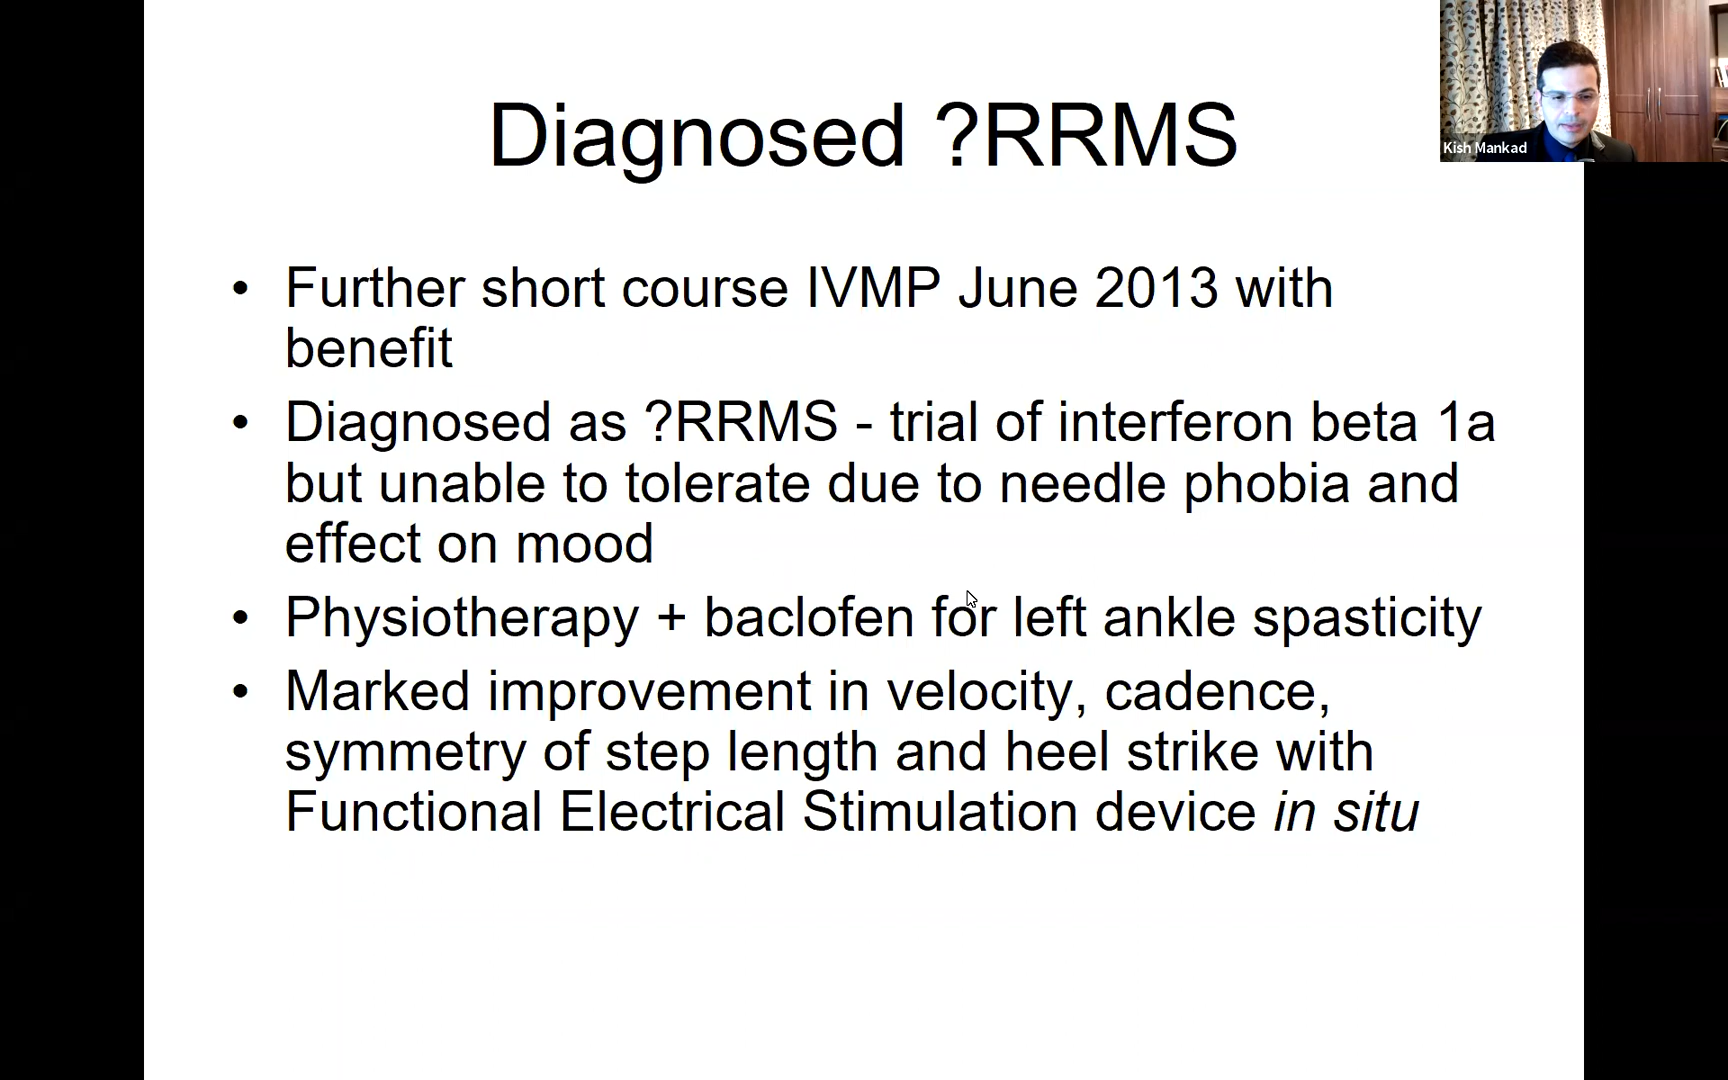 Diagnosed ?RRMS
Kish Mankad
• Further short course IVMP June 2013 with
benefit
• Diagnosed as ?RRMS - trial of interferon beta 1a
but unable to tolerate due to needle phobia and
effect on mood
• Physiotherapy + baclofen for left ankle spasticity
• Marked improvement in velocity, cadence,
symmetry of step length and heel strike with
Functional Electrical Stimulation device in situ